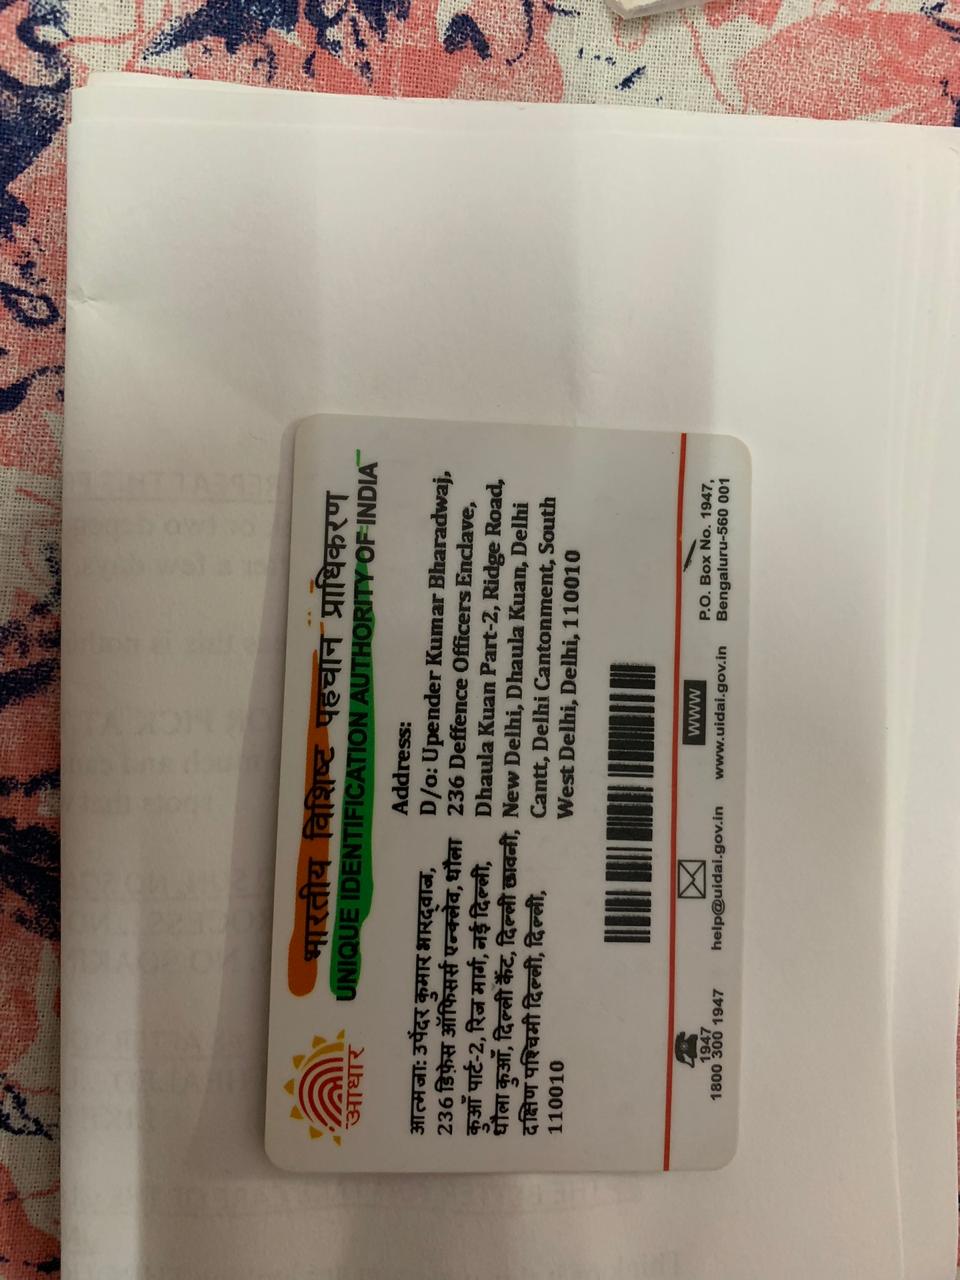 भारतीय विशिष्ट पहचान प्राधिकरण
UNIQUE IDENTIFICATION AUTHORITY OF INDIA
आधार
आत्मजा: उपेंदर कुमार भारद्वाज,
236 डिफ़ेंस ऑफिसर्स एन्क्लेव, धौला
कुआँ पार्ट-2, रिज मार्ग, नई दिल्ली,
धौला कुआँ, दिल्ली कैंट, दिल्ली छावनी,
दक्षिण पश्चिमी दिल्ली, दिल्ली,
110010
Address:
D/o: Upender Kumar Bharadwaj,
236 Deffence Officers Enclave,
Dhaula Kuan Part-2, Ridge Road,
New Delhi, Dhaula Kuan, Delhi
Cantt, Delhi Cantonment, South
West Delhi, Delhi, 110010
1947
1800 300 1947
help@uidai.gov.in
WWW
www.uidai.gov.in
P.O. Box No. 1947,
Bengaluru-560 001